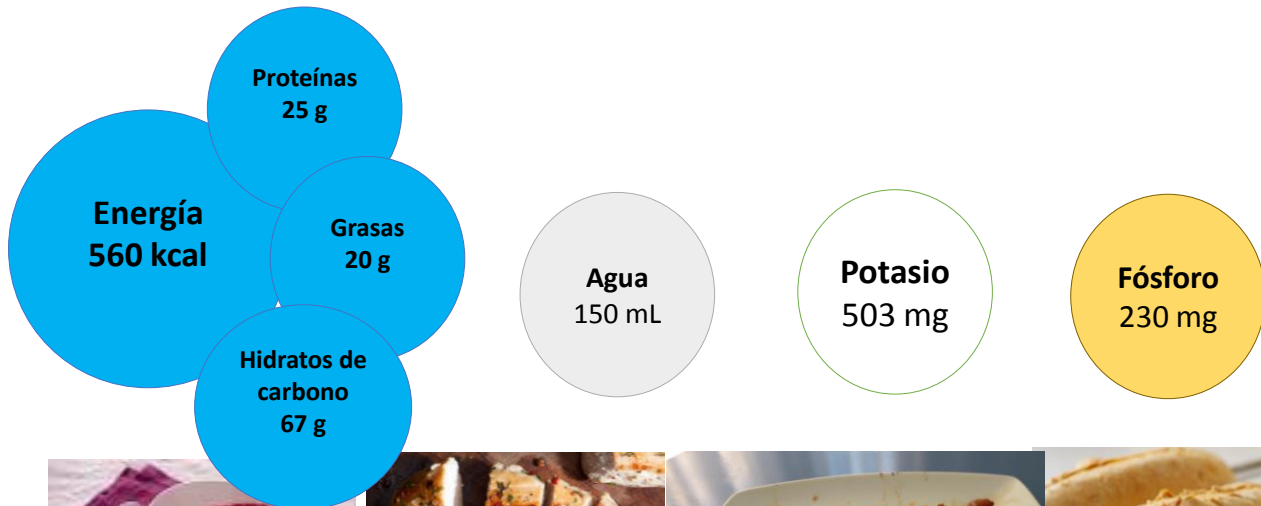 Proteínas
25 g
Energía
560 kcal
Grasas
20 g
Hidratos de
carbono
67 g
Agua
150 mL
Potasio
503 mg
Fósforo
230 mg